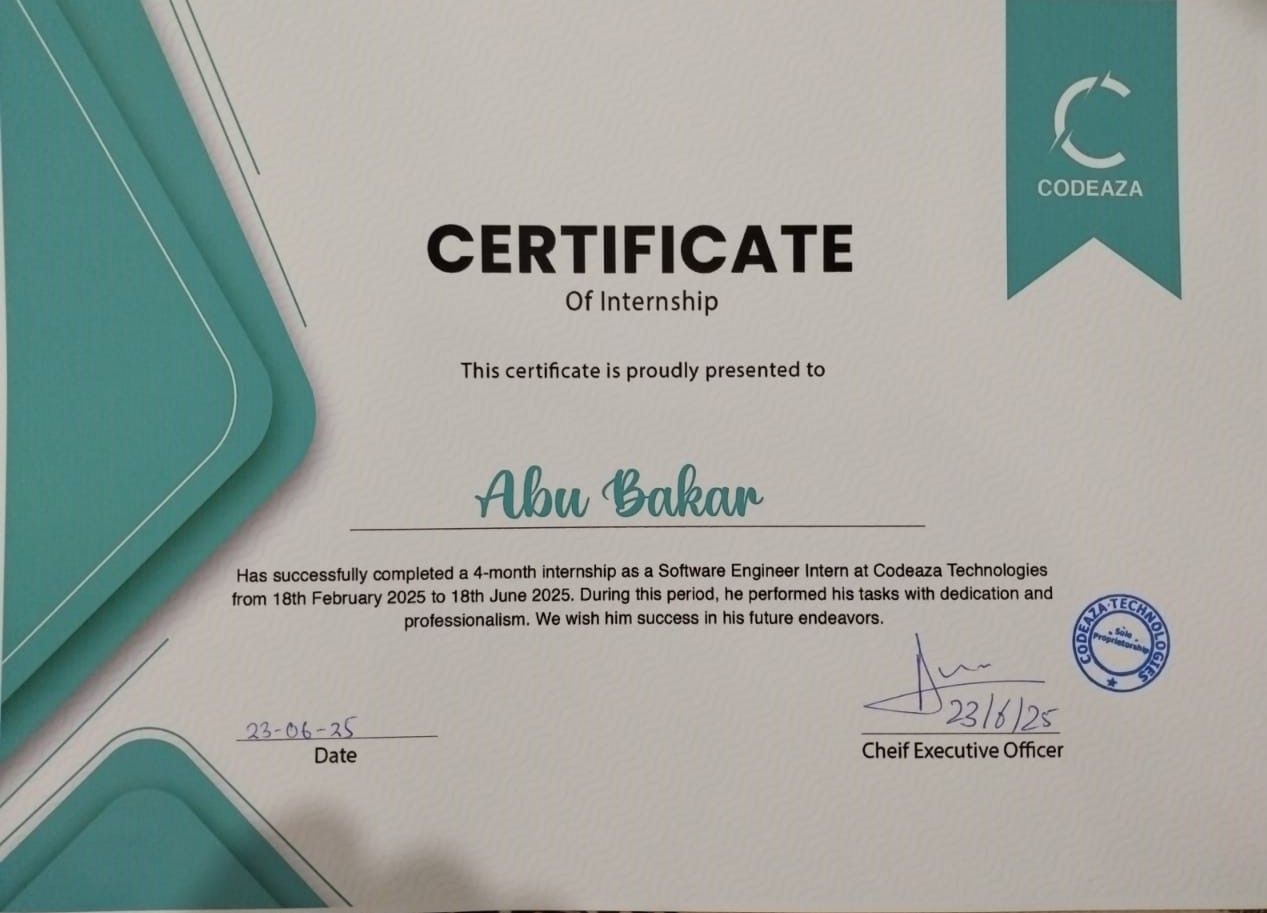 CODEAZA
CERTIFICATE
Of Internship
This certificate is proudly presented to
Abu Bakar
Has successfully completed a 4-month internship as a Software Engineer Intern at Codeaza Technologies
from 18th February 2025 to 18th June 2025. During this period, he performed his tasks with dedication and
professionalism. We wish him success in his future endeavors.
CODEAZA TECHNOLOGIES
Sole
Proprietorship
23-06-25
Date
23/6/25
Cheif Executive Officer